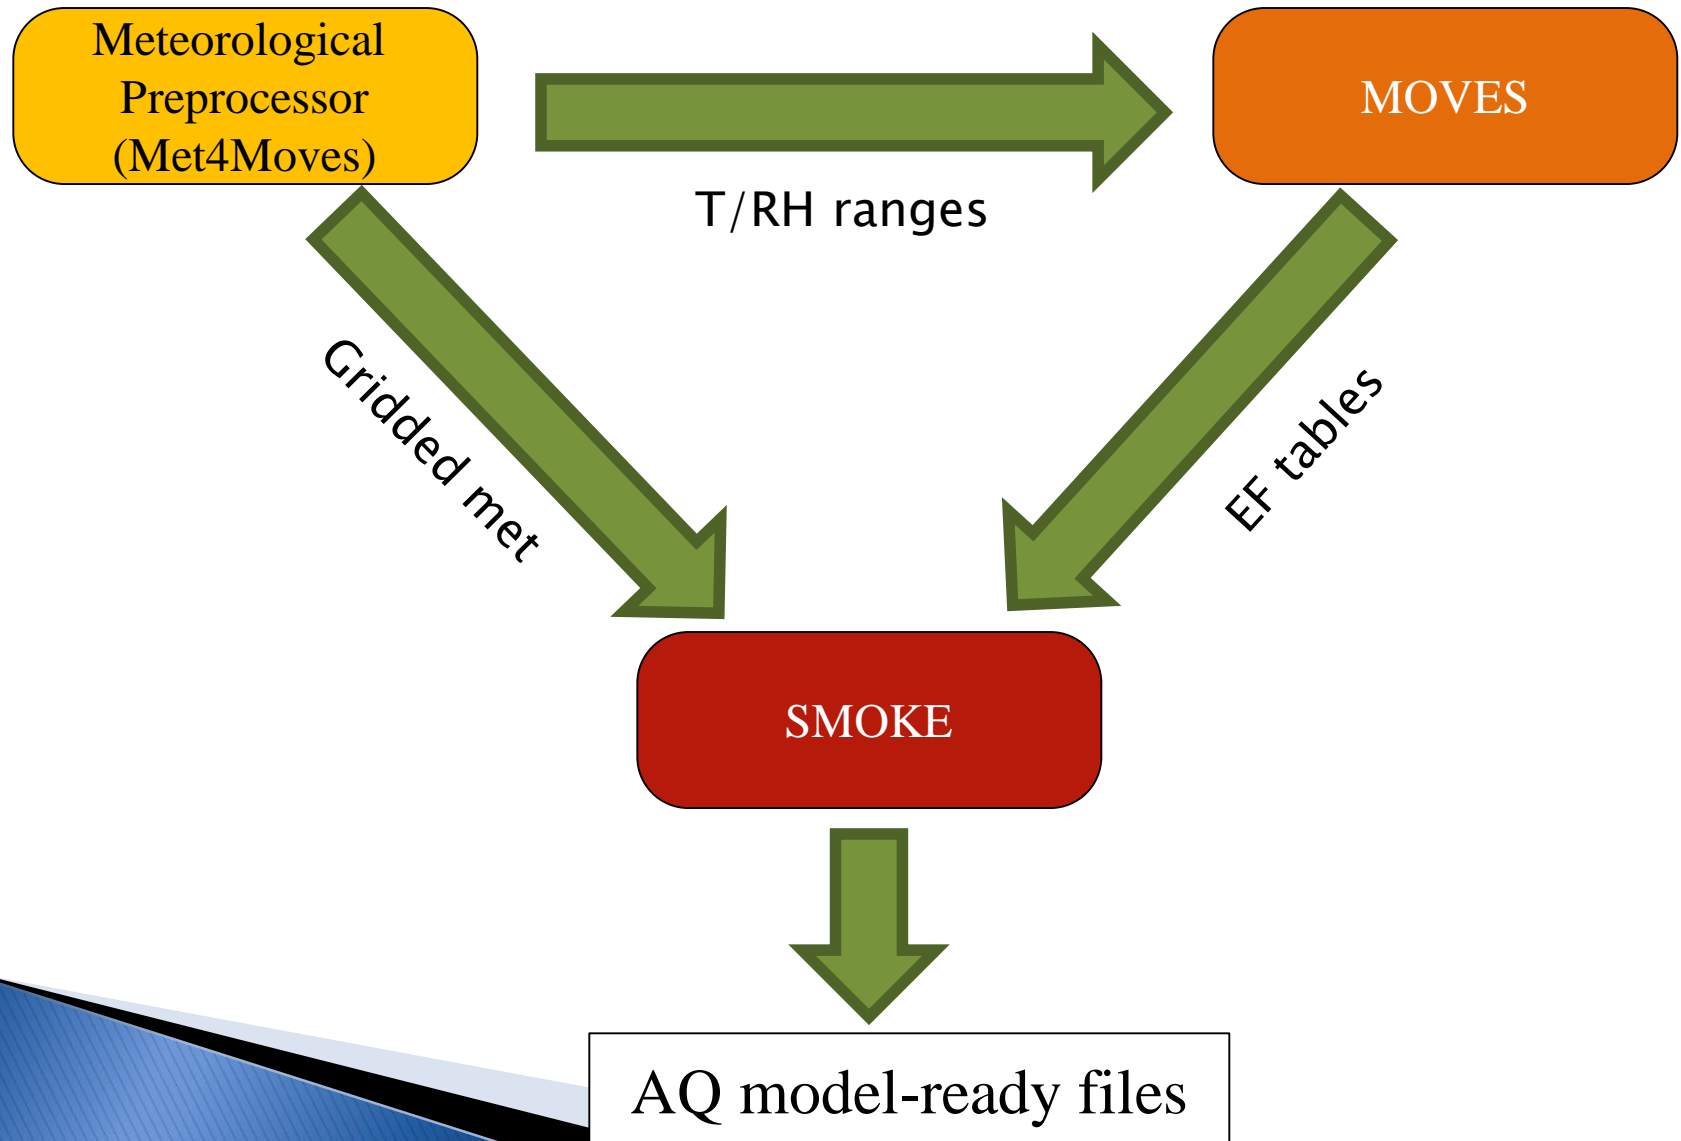 Meteorological
Preprocessor
(Met4Moves)
MOVES
T/RH ranges
Gridded met
EF tables
SMOKE
AQ model-ready files